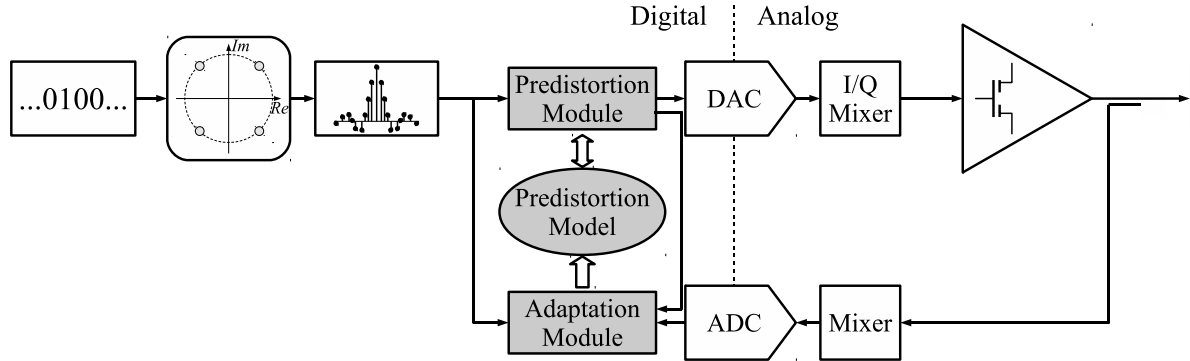 Digital
Analog
...0100...
Im
Re
Predistortion
Module
DAC
I/Q
Mixer
Predistortion
Model
Adaptation
Module
ADC
Mixer